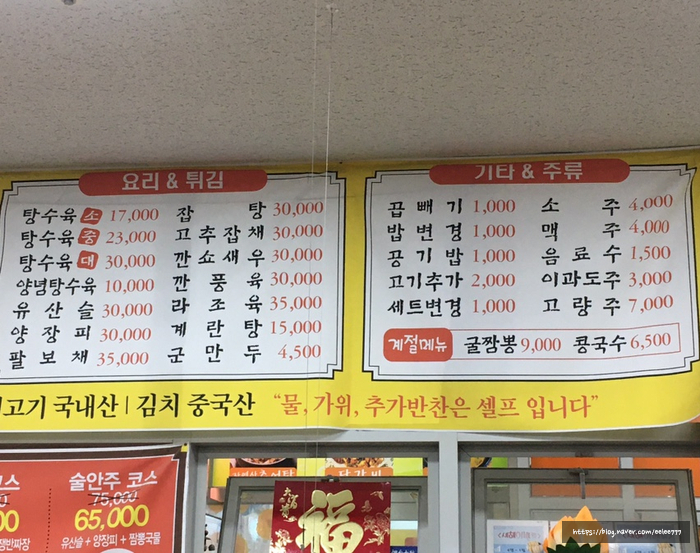 요리 & 튀김
탕수육 소 17,000
탕수육 중 23,000
탕수육 대 30,000
양념탕수육 10,000
유산슬 30,000
양장피 30,000
팔보채 35,000
잡탕 30,000
고추잡채 30,000
깐쇼새우 30,000
깐풍육 30,000
라조육 35,000
계란탕 15,000
군만두 4,500
기타 & 주류
곱빼기 1,000
밥변경 1,000
공기밥 1,000
고기추가 2,000
세트변경 1,000
소주 4,000
맥주 4,000
음료수 1,500
이과도주 3,000
고량주 7,000
계절메뉴 굴짬뽕 9,000 콩국수 6,500
고기 국내산 | 김치 중국산 "물, 가위, 추가반찬은 셀프 입니다"
코스
술안주 코스
75,000
65,000
유산슬 + 양장피 + 짬뽕국물
福
https://blog.naver.com/eelee777